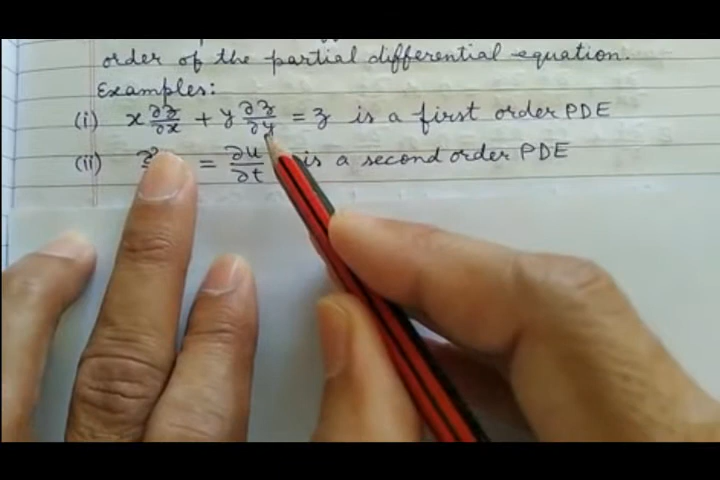 order of the partial differential equation.
Examples:
(i) x ∂z/∂x + y ∂z/∂y = z is a first order PDE
(ii) = ∂u/∂t is a second order PDE